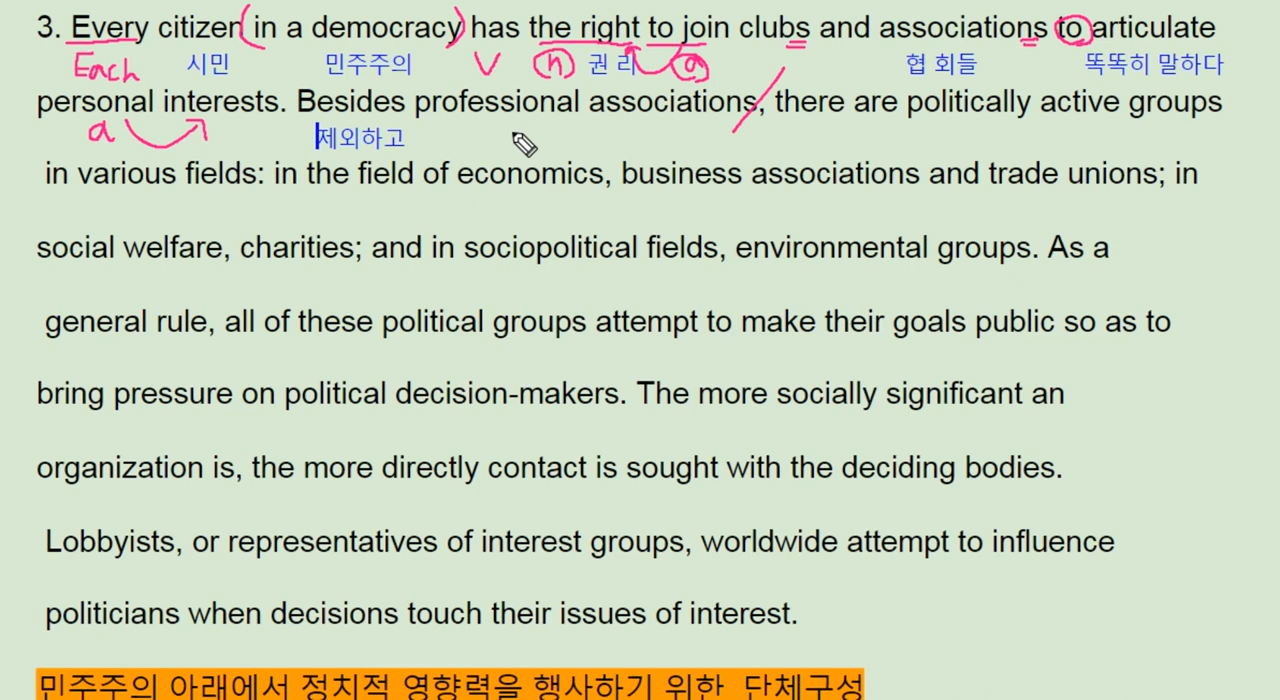 3. Every citizen in a democracy has the right to join clubs and associations to articulate
Each 시민 민주주의 V n 권 리 a 협 회들 똑똑히 말하다
personal interests. Besides professional associations, there are politically active groups
a 제외하고
in various fields: in the field of economics, business associations and trade unions; in
social welfare, charities; and in sociopolitical fields, environmental groups. As a
general rule, all of these political groups attempt to make their goals public so as to
bring pressure on political decision-makers. The more socially significant an
organization is, the more directly contact is sought with the deciding bodies.
Lobbyists, or representatives of interest groups, worldwide attempt to influence
politicians when decisions touch their issues of interest.
민주주의 아래에서 정치적 영향력을 행사하기 위한 단체구성